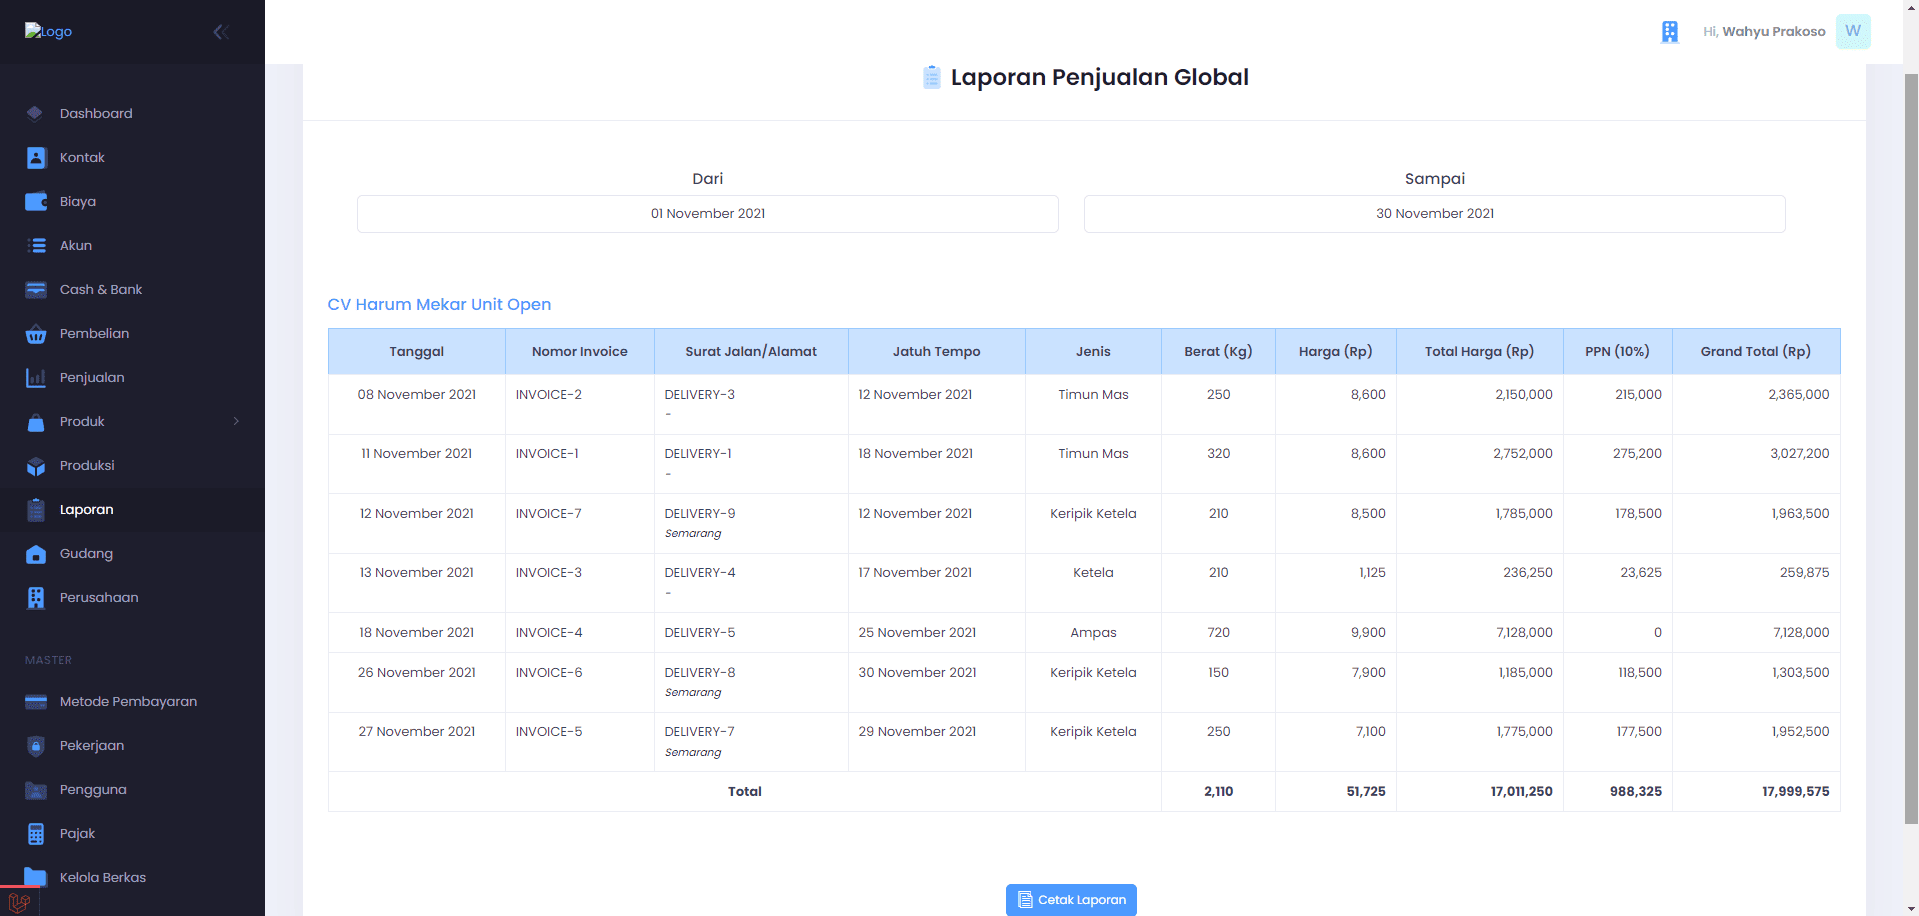 Logo
Hi, Wahyu Prakoso W
Dashboard
Kontak
Biaya
Akun
Cash & Bank
Pembelian
Penjualan
Produk
Produksi
Laporan
Gudang
Perusahaan
MASTER
Metode Pembayaran
Pekerjaan
Pengguna
Pajak
Kelola Berkas
Laporan Penjualan Global
Dari Sampai
01 November 2021 30 November 2021
CV Harum Mekar Unit Open
Tanggal Nomor Invoice Surat Jalan/Alamat Jatuh Tempo Jenis Berat (Kg) Harga (Rp) Total Harga (Rp) PPN (10%) Grand Total (Rp)
08 November 2021 INVOICE-2 DELIVERY-3 12 November 2021 Timun Mas 250 8,600 2,150,000 215,000 2,365,000
-
11 November 2021 INVOICE-1 DELIVERY-1 18 November 2021 Timun Mas 320 8,600 2,752,000 275,200 3,027,200
-
12 November 2021 INVOICE-7 DELIVERY-9 12 November 2021 Keripik Ketela 210 8,500 1,785,000 178,500 1,963,500
Semarang
13 November 2021 INVOICE-3 DELIVERY-4 17 November 2021 Ketela 210 1,125 236,250 23,625 259,875
-
18 November 2021 INVOICE-4 DELIVERY-5 25 November 2021 Ampas 720 9,900 7,128,000 0 7,128,000
26 November 2021 INVOICE-6 DELIVERY-8 30 November 2021 Keripik Ketela 150 7,900 1,185,000 118,500 1,303,500
Semarang
27 November 2021 INVOICE-5 DELIVERY-7 29 November 2021 Keripik Ketela 250 7,100 1,775,000 177,500 1,952,500
Semarang
Total 2,110 51,725 17,011,250 988,325 17,999,575
Cetak Laporan